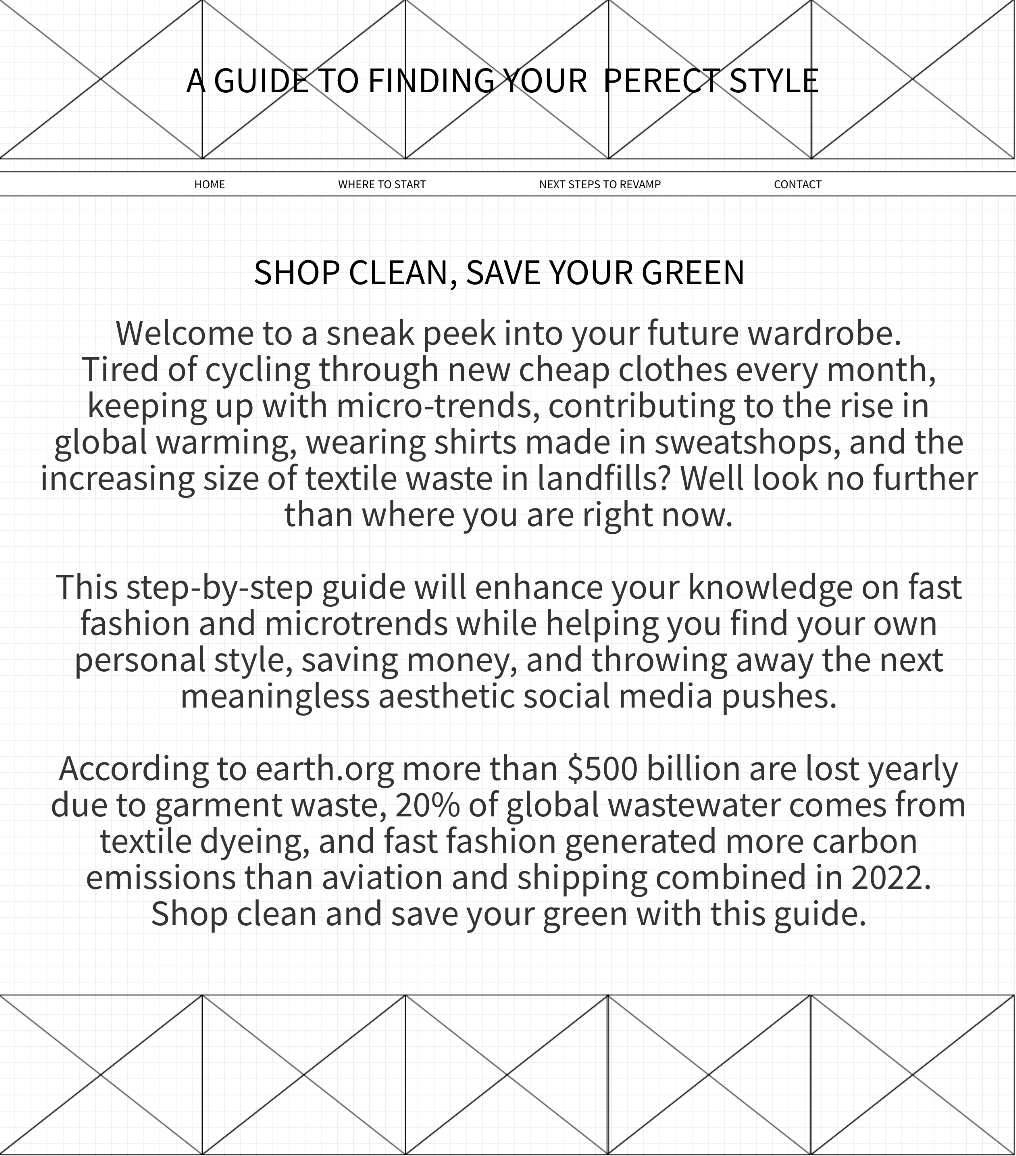 A GUIDE TO FINDING YOUR  PERECT STYLE
HOME
WHERE TO START
NEXT STEPS TO REVAMP
CONTACT
SHOP CLEAN, SAVE YOUR GREEN
Welcome to a sneak peek into your future wardrobe.
Tired of cycling through new cheap clothes every month,
keeping up with micro-trends, contributing to the rise in
global warming, wearing shirts made in sweatshops, and the
increasing size of textile waste in landfills? Well look no further
than where you are right now.
This step-by-step guide will enhance your knowledge on fast
fashion and microtrends while helping you find your own
personal style, saving money, and throwing away the next
meaningless aesthetic social media pushes.
According to earth.org more than $500 billion are lost yearly
due to garment waste, 20% of global wastewater comes from
textile dyeing, and fast fashion generated more carbon
emissions than aviation and shipping combined in 2022.
Shop clean and save your green with this guide.